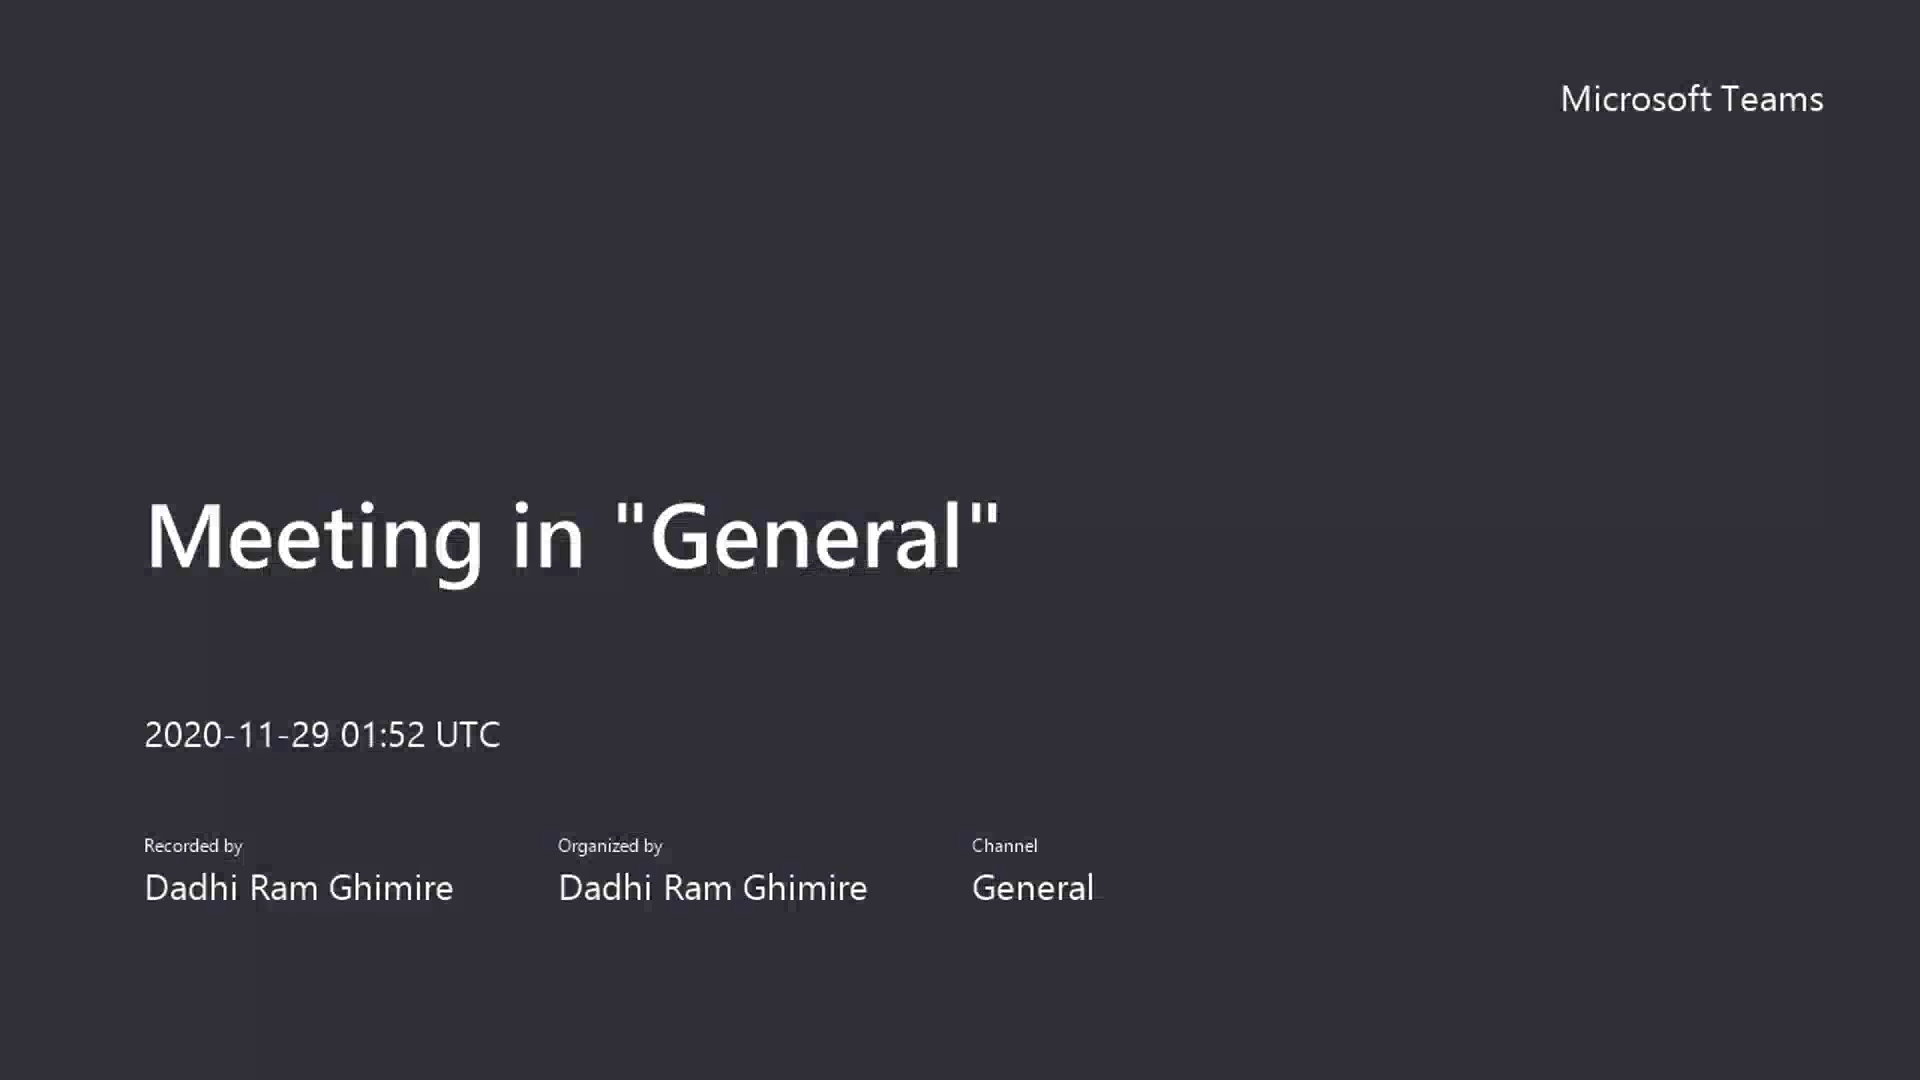 Microsoft Teams
Meeting in "General"
2020-11-29 01:52 UTC
Recorded by
Dadhi Ram Ghimire
Organized by
Dadhi Ram Ghimire
Channel
General